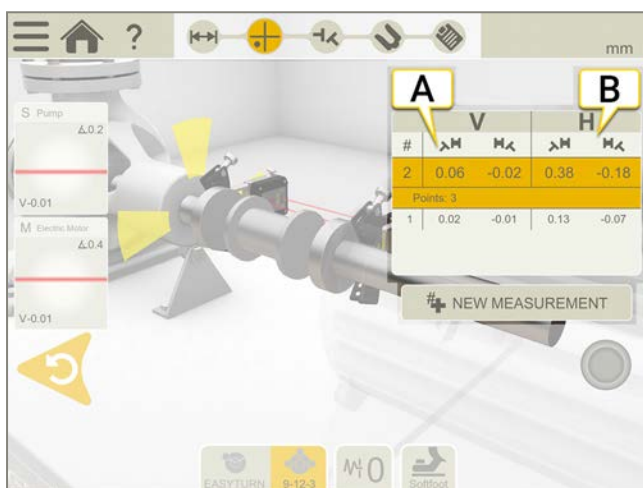 ?
mm
A
B
V H
#
2 0.06 -0.02 0.38 -0.18
Points: 3
1 0.02 -0.01 0.13 -0.07
NEW MEASUREMENT
S Pump
∡0.2
V-0.01
M Electric Motor
∡0.4
V-0.01
EASYTURN
9-12-3
0
Softfoot